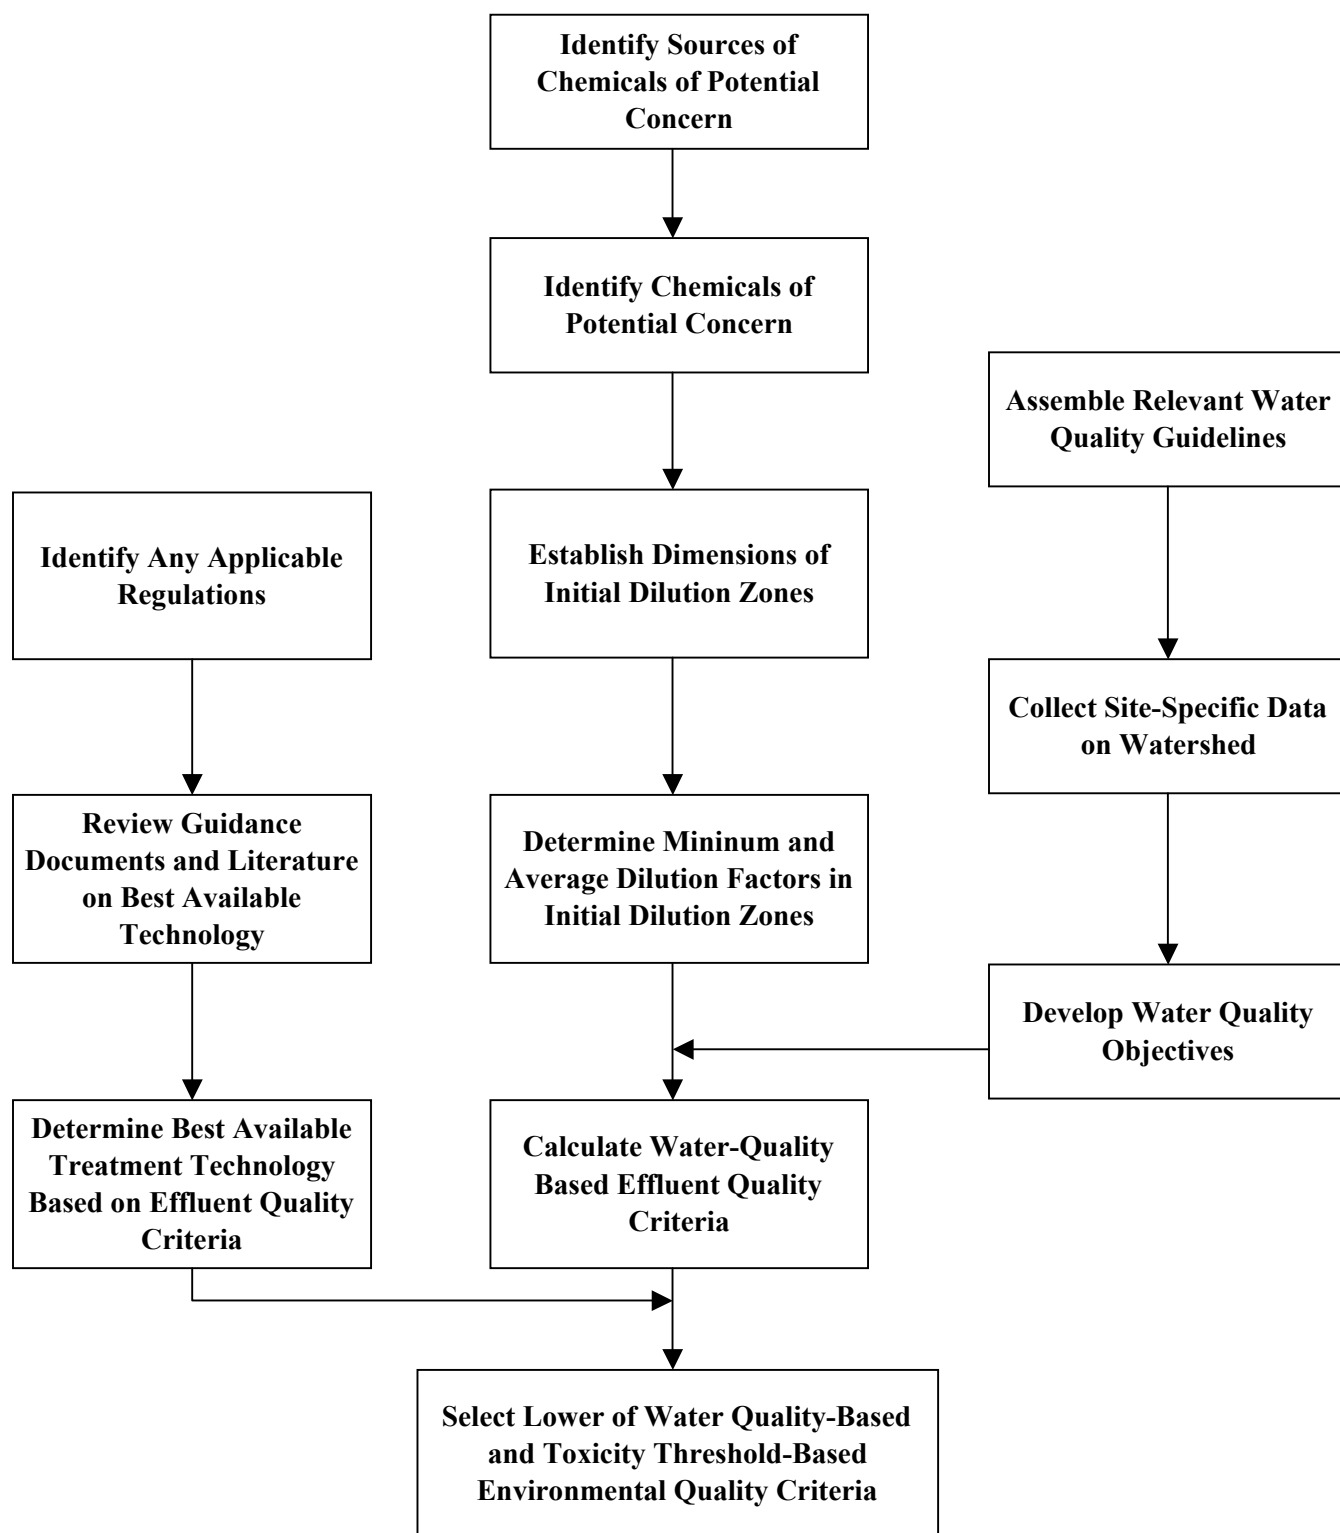 Identify Sources of
Chemicals of Potential
Concern
Identify Chemicals of
Potential Concern
Assemble Relevant Water
Quality Guidelines
Identify Any Applicable
Regulations
Establish Dimensions of
Initial Dilution Zones
Collect Site-Specific Data
on Watershed
Review Guidance
Documents and Literature
on Best Available
Technology
Determine Mininum and
Average Dilution Factors in
Initial Dilution Zones
Develop Water Quality
Objectives
Determine Best Available
Treatment Technology
Based on Effluent Quality
Criteria
Calculate Water-Quality
Based Effluent Quality
Criteria
Select Lower of Water Quality-Based
and Toxicity Threshold-Based
Environmental Quality Criteria